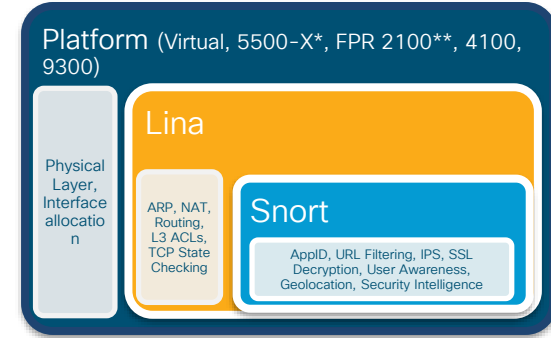 Platform (Virtual, 5500-X*, FPR 2100**, 4100,
9300)
Physical
Layer,
Interface
allocatio
n
Lina
ARP, NAT,
Routing,
L3 ACLs,
TCP State
Checking
Snort
AppID, URL Filtering, IPS, SSL
Decryption, User Awareness,
Geolocation, Security Intelligence